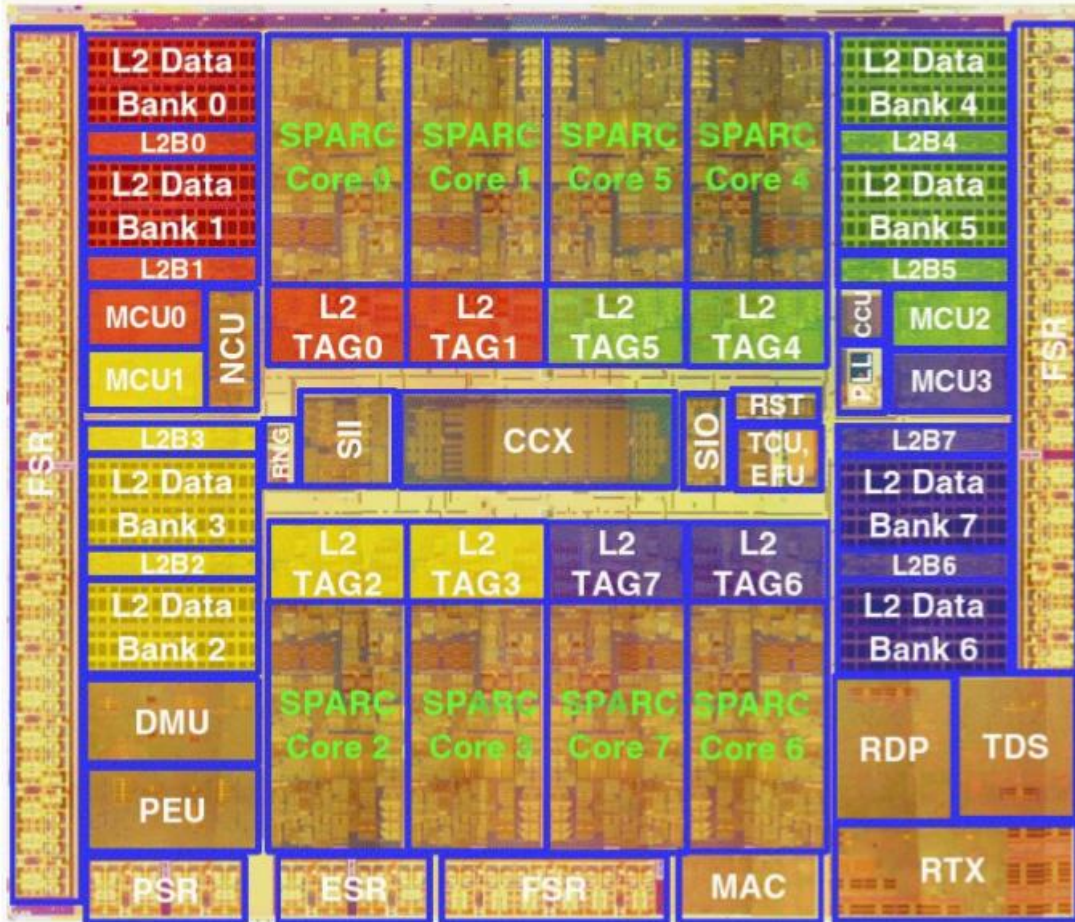 L2 Data
Bank 0
L2B0
L2 Data
Bank 1
L2B1
MCU0
NCU
MCU1
FSR
L2B3
L2 Data
Bank 3
L2B2
L2 Data
Bank 2
DMU
PEU
PSR
SPARC
Core 0
SPARC
Core 1
SPARC
Core 5
SPARC
Core 4
L2
TAG0
L2
TAG1
L2
TAG5
L2
TAG4
RNG
SII
CCX
SIO
RST
TCU,
EFU
L2
TAG2
L2
TAG3
L2
TAG7
L2
TAG6
SPARC
Core 2
SPARC
Core 3
SPARC
Core 7
SPARC
Core 6
ESR
FSR
MAC
L2 Data
Bank 4
L2B4
L2 Data
Bank 5
L2B5
CCU
MCU2
PLL
MCU3
FSR
L2B7
L2 Data
Bank 7
L2B6
L2 Data
Bank 6
RDP
TDS
RTX